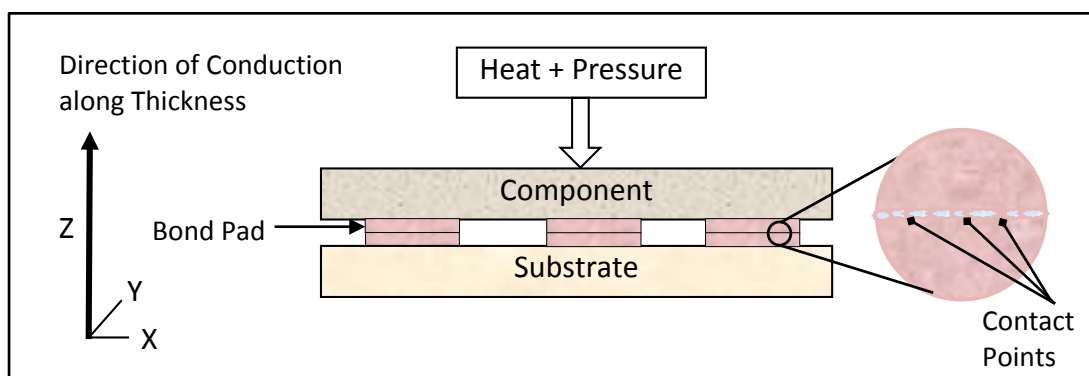 Direction of Conduction
along Thickness
Heat + Pressure
Component
Z
Bond Pad
Substrate
Y
X
Contact
Points